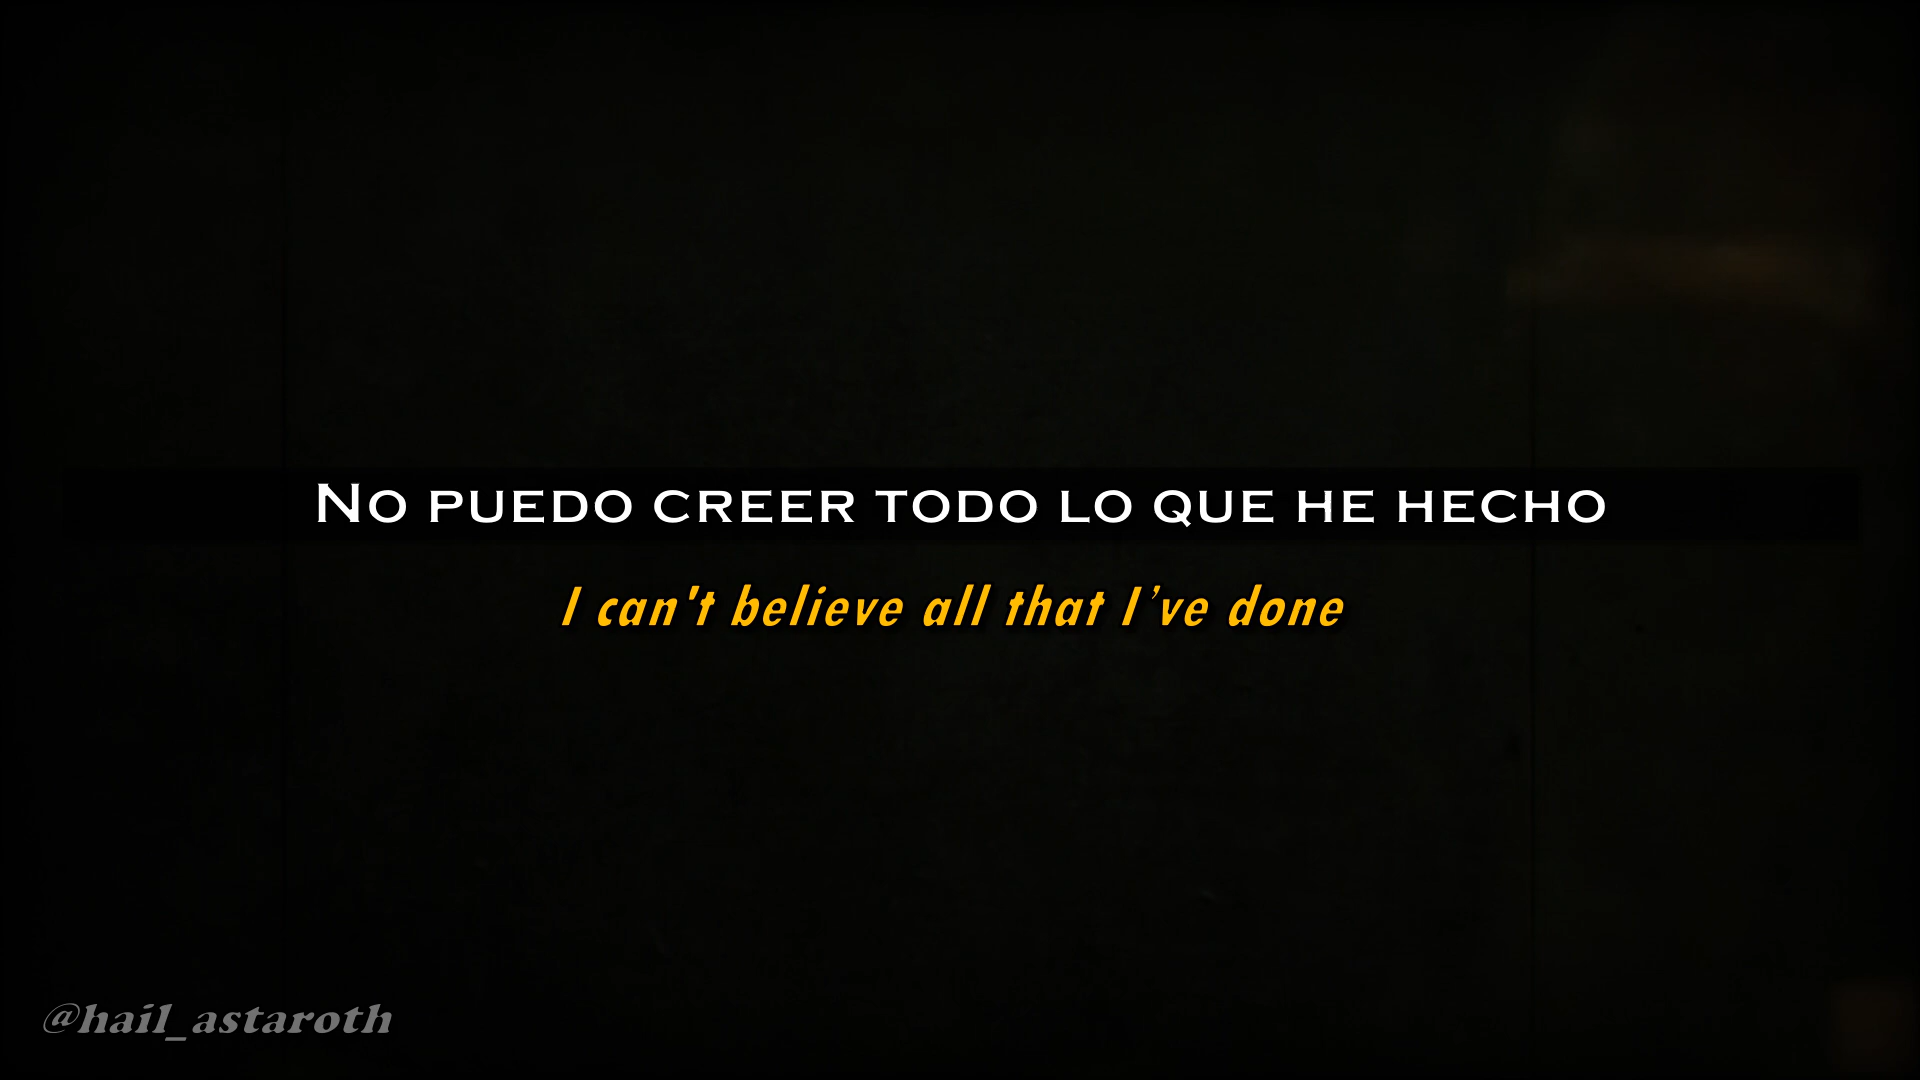 No puedo creer todo lo que he hecho
I can't believe all that I've done
@hail_astaroth